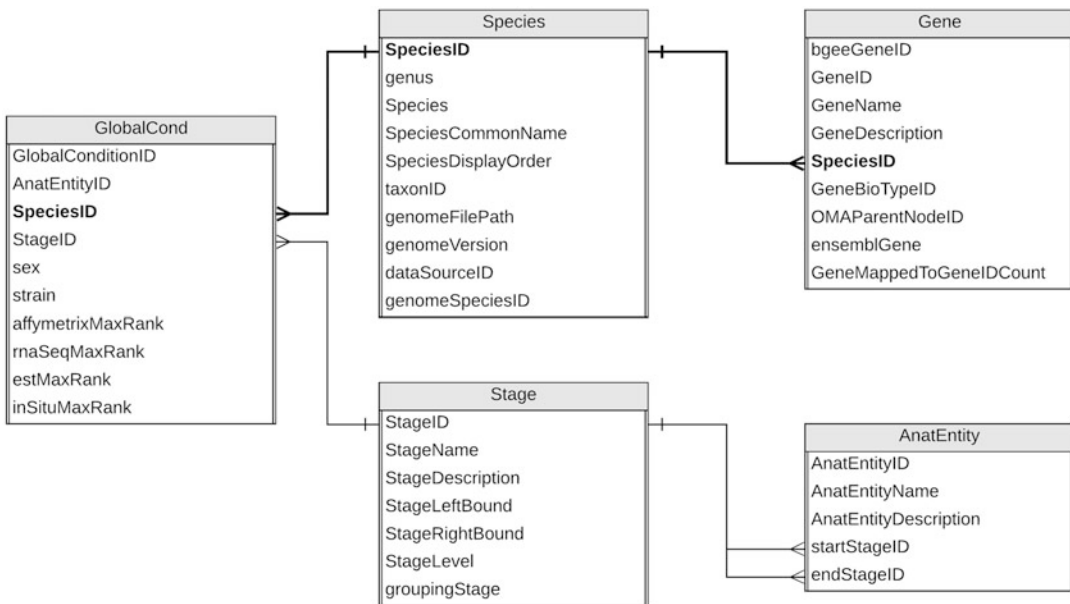 GlobalCond
GlobalConditionID
AnatEntityID
SpeciesID
StageID
sex
strain
affymetrixMaxRank
rnaSeqMaxRank
estMaxRank
inSituMaxRank
Species
SpeciesID
genus
Species
SpeciesCommonName
SpeciesDisplayOrder
taxonID
genomeFilePath
genomeVersion
dataSourceID
genomeSpeciesID
Gene
bgeeGeneID
GeneID
GeneName
GeneDescription
SpeciesID
GeneBioTypeID
OMAParentNodeID
ensemblGene
GeneMappedToGeneIDCount
Stage
StageID
StageName
StageDescription
StageLeftBound
StageRightBound
StageLevel
groupingStage
AnatEntity
AnatEntityID
AnatEntityName
AnatEntityDescription
startStageID
endStageID